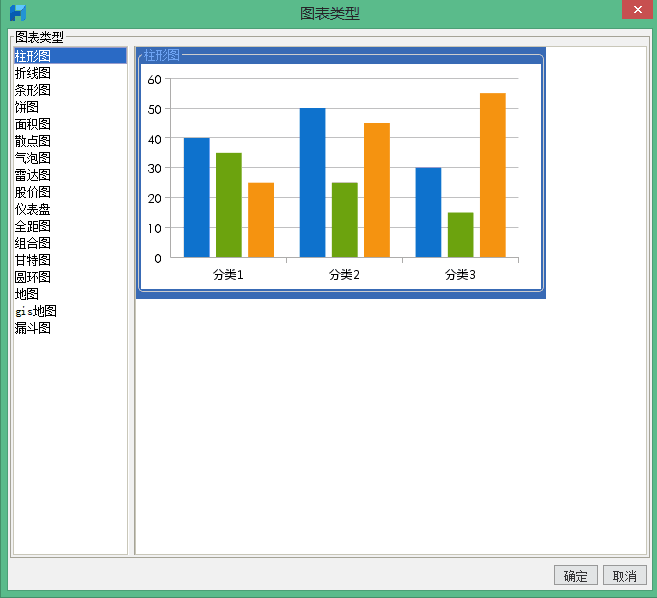 图表类型
图表类型
柱形图
折线图
条形图
饼图
面积图
散点图
气泡图
雷达图
股价图
仪表盘
全距图
组合图
甘特图
圆环图
地图
gis地图
漏斗图
柱形图
60
50
40
30
20
10
0
分类1 分类2 分类3
确定 取消